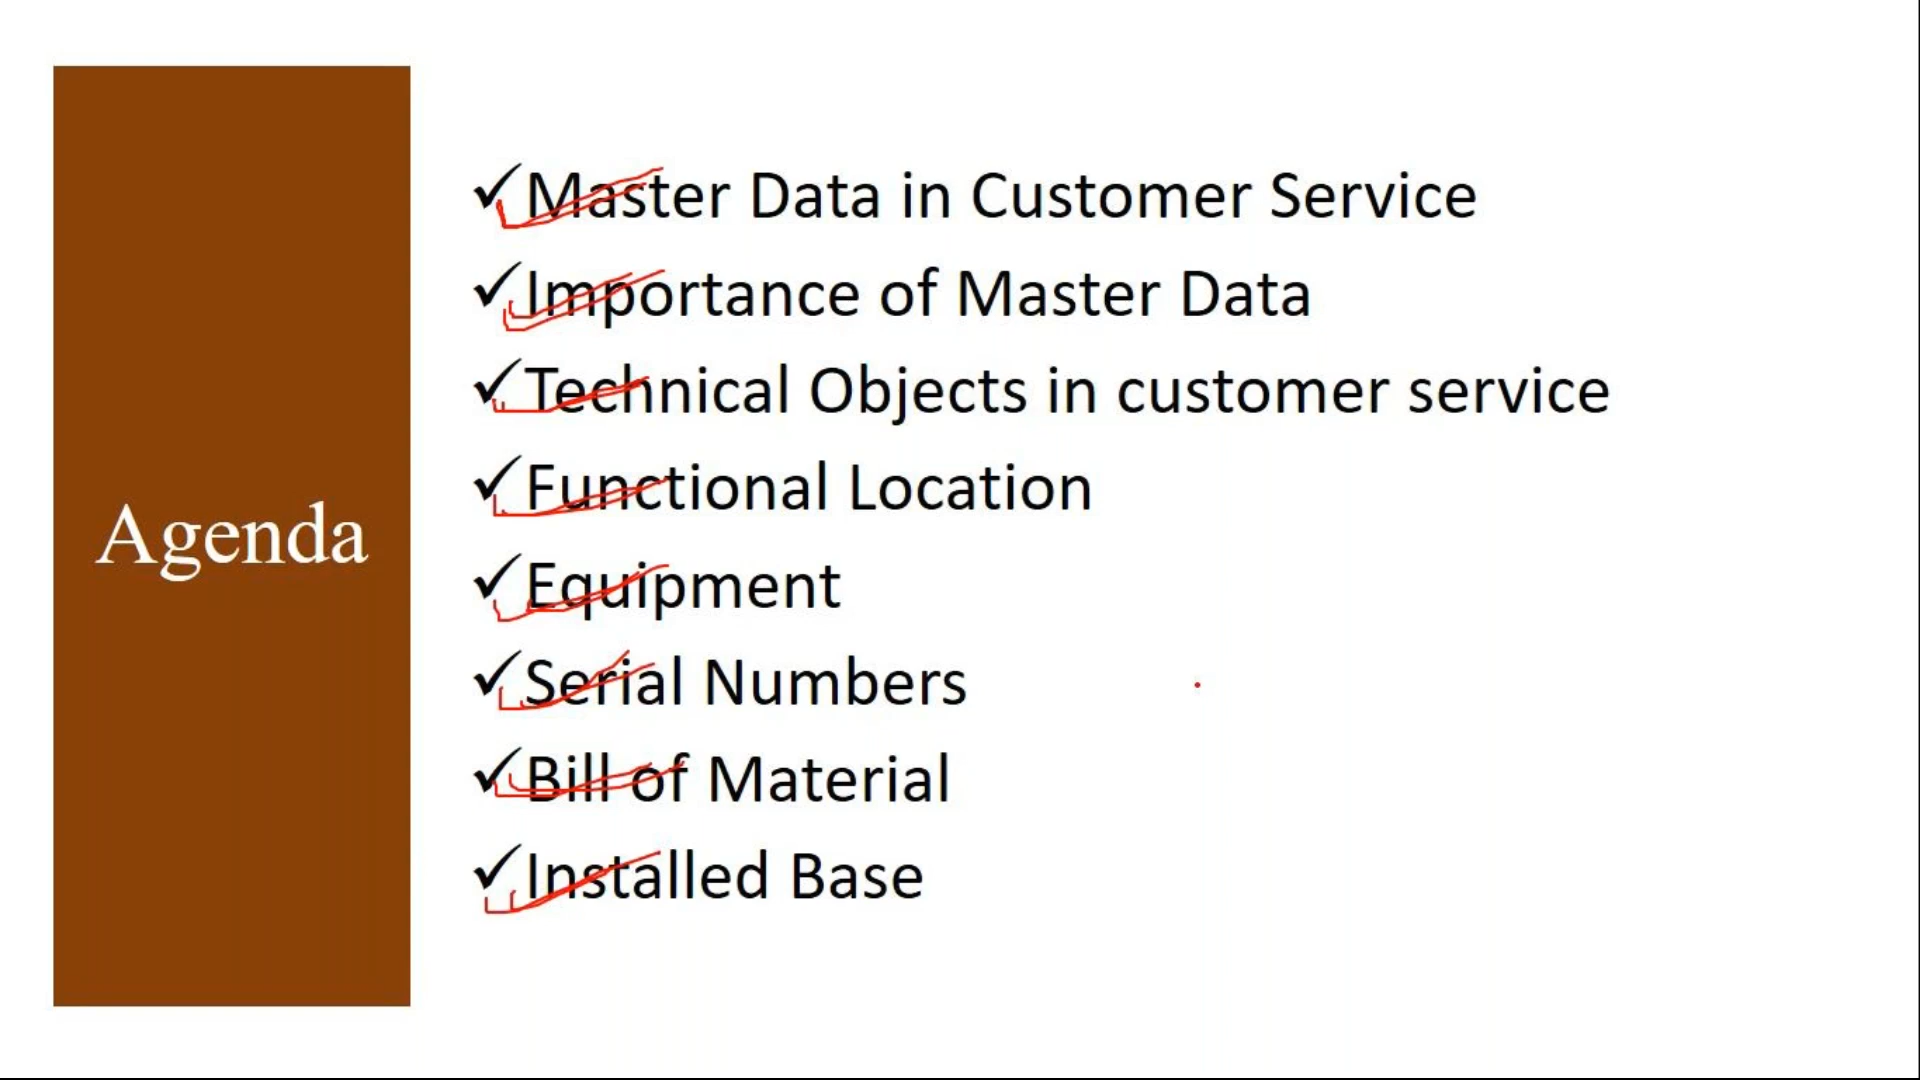 Agenda
✓Master Data in Customer Service
✓Importance of Master Data
✓Technical Objects in customer service
✓Functional Location
✓Equipment
✓Serial Numbers
✓Bill of Material
✓Installed Base